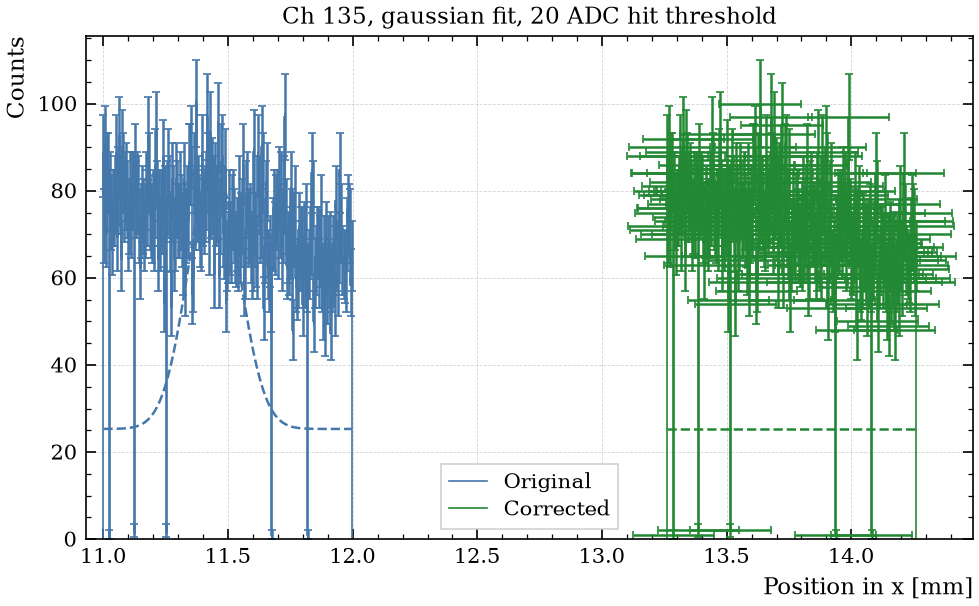 Ch 135, gaussian fit, 20 ADC hit threshold
Counts
100
80
60
40
20
0
Original
Corrected
11.0 11.5 12.0 12.5 13.0 13.5 14.0
Position in x [mm]